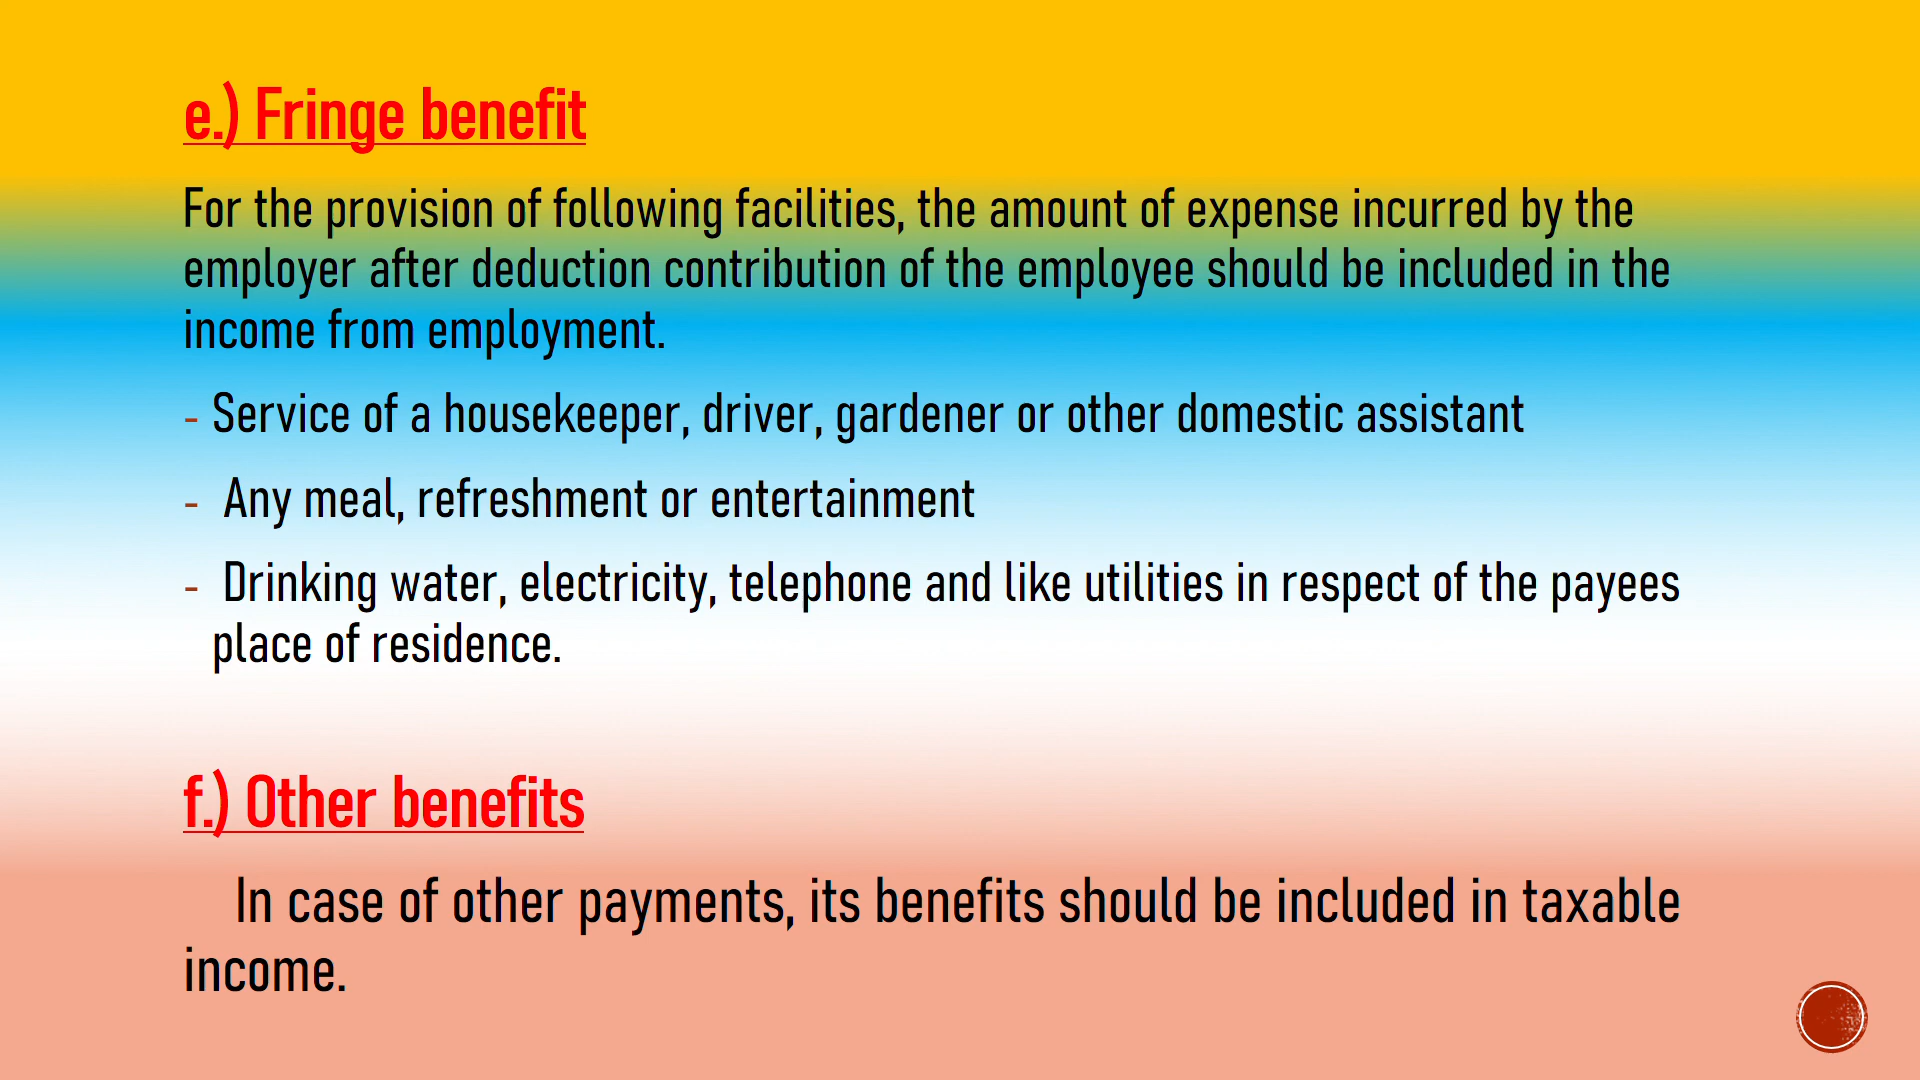 e.) Fringe benefit
For the provision of following facilities, the amount of expense incurred by the
employer after deduction contribution of the employee should be included in the
income from employment.
- Service of a housekeeper, driver, gardener or other domestic assistant
- Any meal, refreshment or entertainment
- Drinking water, electricity, telephone and like utilities in respect of the payees
place of residence.
f.) Other benefits
In case of other payments, its benefits should be included in taxable
income.